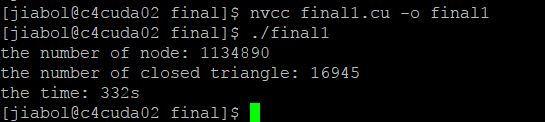 [jiabol@c4cuda02 final]$ nvcc final1.cu -o final1
[jiabol@c4cuda02 final]$ ./final1
the number of node: 1134890
the number of closed triangle: 16945
the time: 332s
[jiabol@c4cuda02 final]$